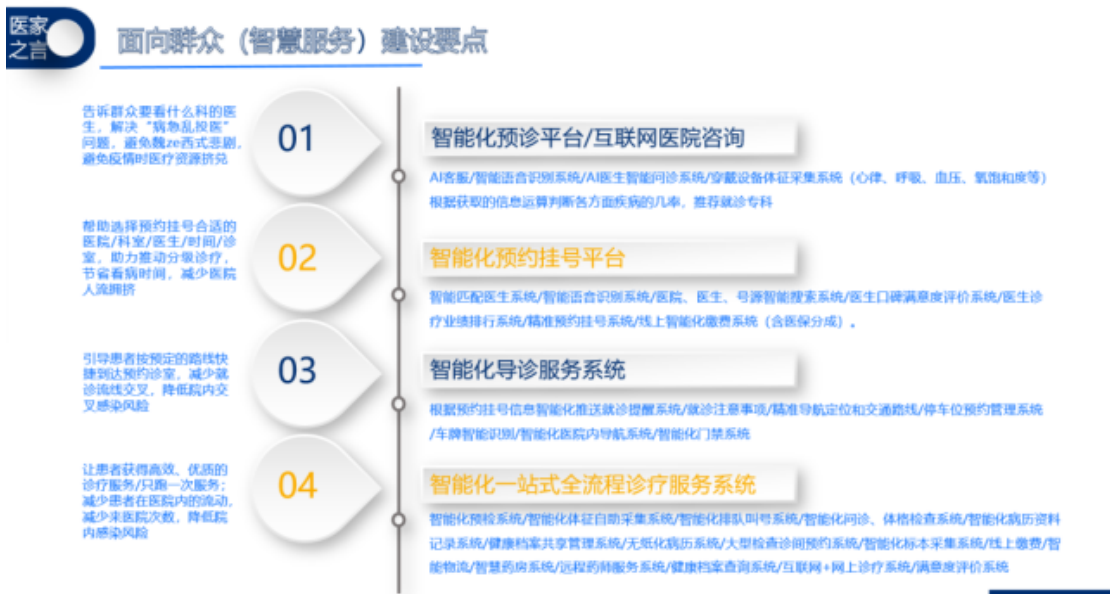 医家
之言
面向群众（智慧服务）建设要点
告诉群众要看什么科的医
生，解决“病急乱投医”
问题，避免魏ze西式悲剧，
避免疫情时医疗资源挤兑
01
智能化预诊平台/互联网医院咨询
AI客服/智能语音识别系统/AI医生智能问诊系统/穿戴设备体征采集系统（心律、呼吸、血压、氧饱和度等）
根据获取的信息运算判断各方面疾病的几率，推荐就诊专科
帮助选择预约挂号合适的
医院/科室/医生/时间/诊
室，助力推动分级诊疗，
节省看病时间，减少医院
人流拥挤
02
智能化预约挂号平台
智能匹配医生系统/智能语音识别系统/医院、医生、号源智能搜索系统/医生口碑满意度评价系统/医生诊
疗业绩排行系统/精准预约挂号系统/线上智能化缴费系统（含医保分成）。
引导患者按预定的路线快
捷到达预约诊室，减少就
诊流线交叉，降低院内交
叉感染风险
03
智能化导诊服务系统
根据预约挂号信息智能化推送就诊提醒系统/就诊注意事项/精准导航定位和交通路线/停车位预约管理系统
/车牌智能识别/智能化医院内导航系统/智能化门禁系统
让患者获得高效、优质的
诊疗服务/只跑一次服务；
减少患者在医院内的流动，
减少来医院次数，降低院
内感染风险
04
智能化一站式全流程诊疗服务系统
智能化预检系统/智能化体征自助采集系统/智能化排队叫号系统/智能化问诊、体格检查系统/智能化病历资料
记录系统/健康档案共享管理系统/无纸化病历系统/大型检查诊间预约系统/智能化标本采集系统/线上缴费/智
能物流/智慧药房系统/远程药师服务系统/健康档案查询系统/互联网+网上诊疗系统/满意度评价系统